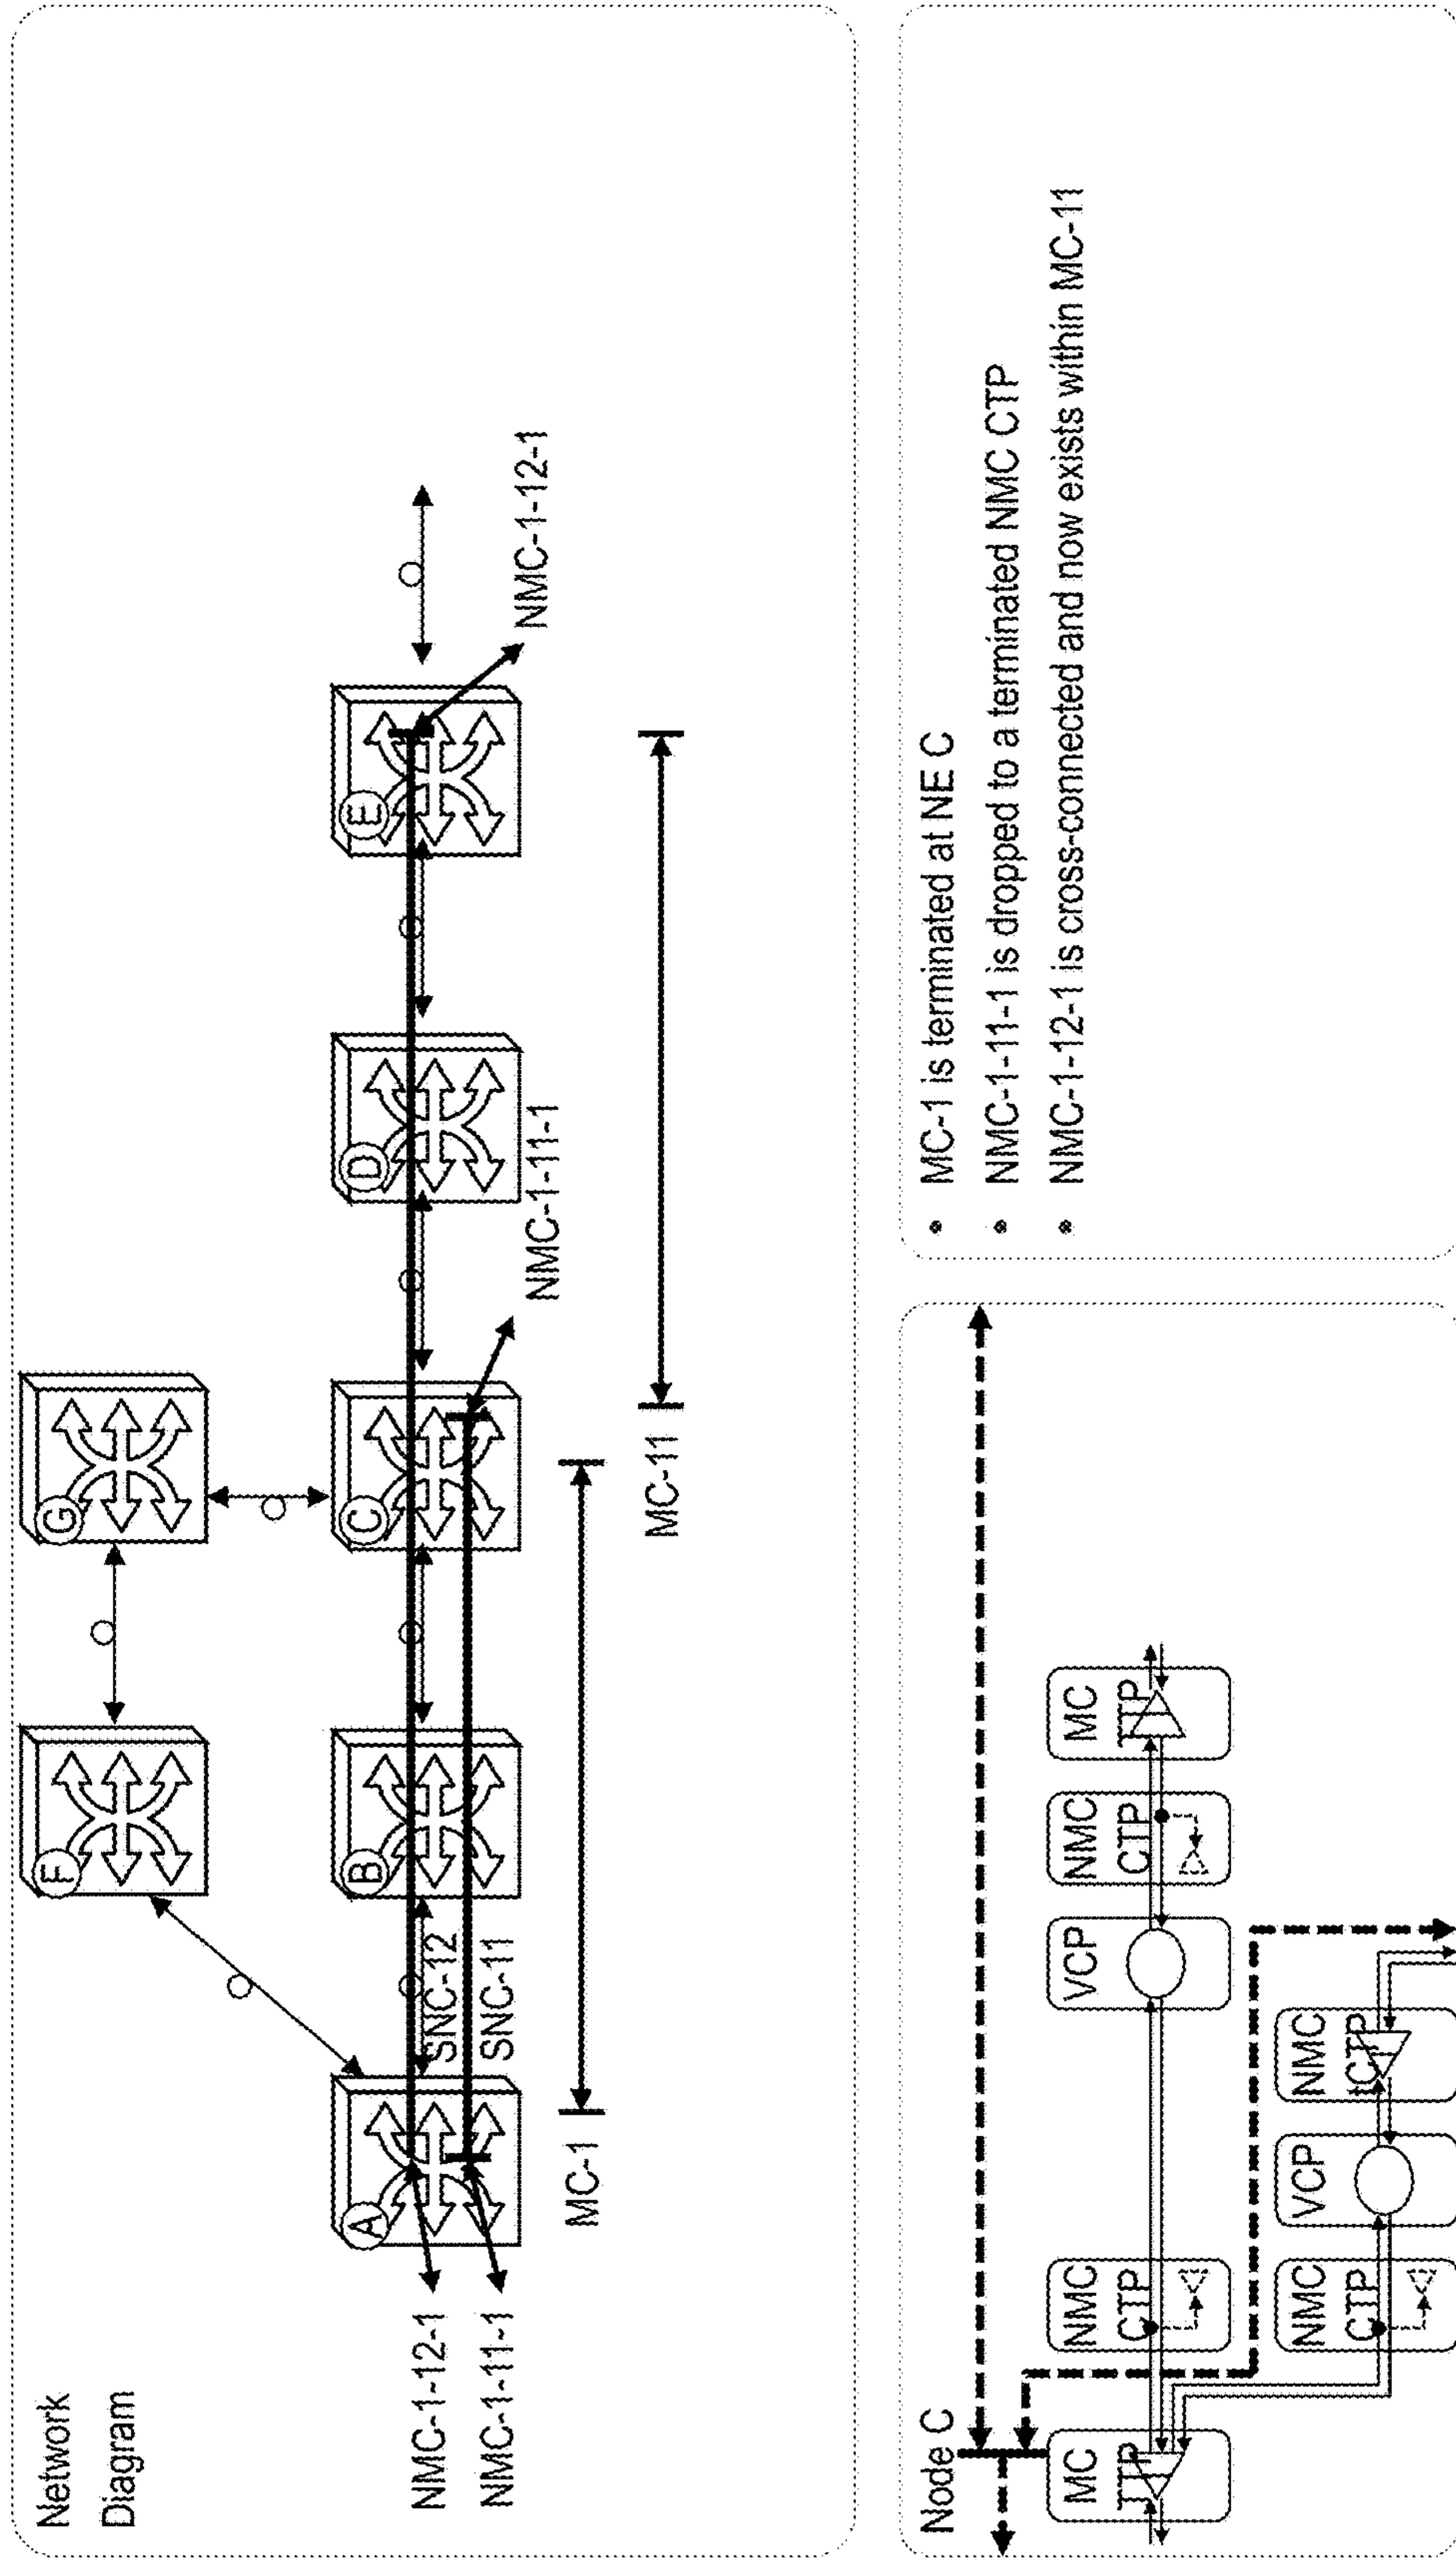 Network
Diagram
F
G
A
B
C
D
E
NMC-1-12-1
NMC-1-11-1
SNC-12
SNC-11
NMC-1-11-1
NMC-1-12-1
MC-1
MC-11
Node C
MC
TTP
NMC
CTP
VCP
NMC
CTP
MC
TTP
NMC
CTP
VCP
NMC
tCTP
• MC-1 is terminated at NE C
• NMC-1-11-1 is dropped to a terminated NMC CTP
• NMC-1-12-1 is cross-connected and now exists within MC-11